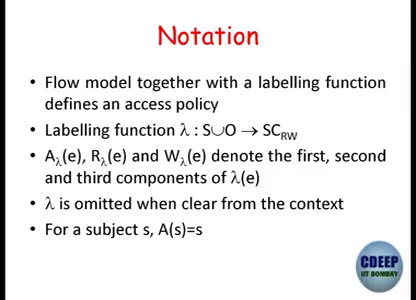 Notation
• Flow model together with a labelling function
defines an access policy
• Labelling function λ : S∪O → SC_RW
• A_λ(e), R_λ(e) and W_λ(e) denote the first, second
and third components of λ(e)
• λ is omitted when clear from the context
• For a subject s, A(s)=s
CDEEP
IIT BOMBAY